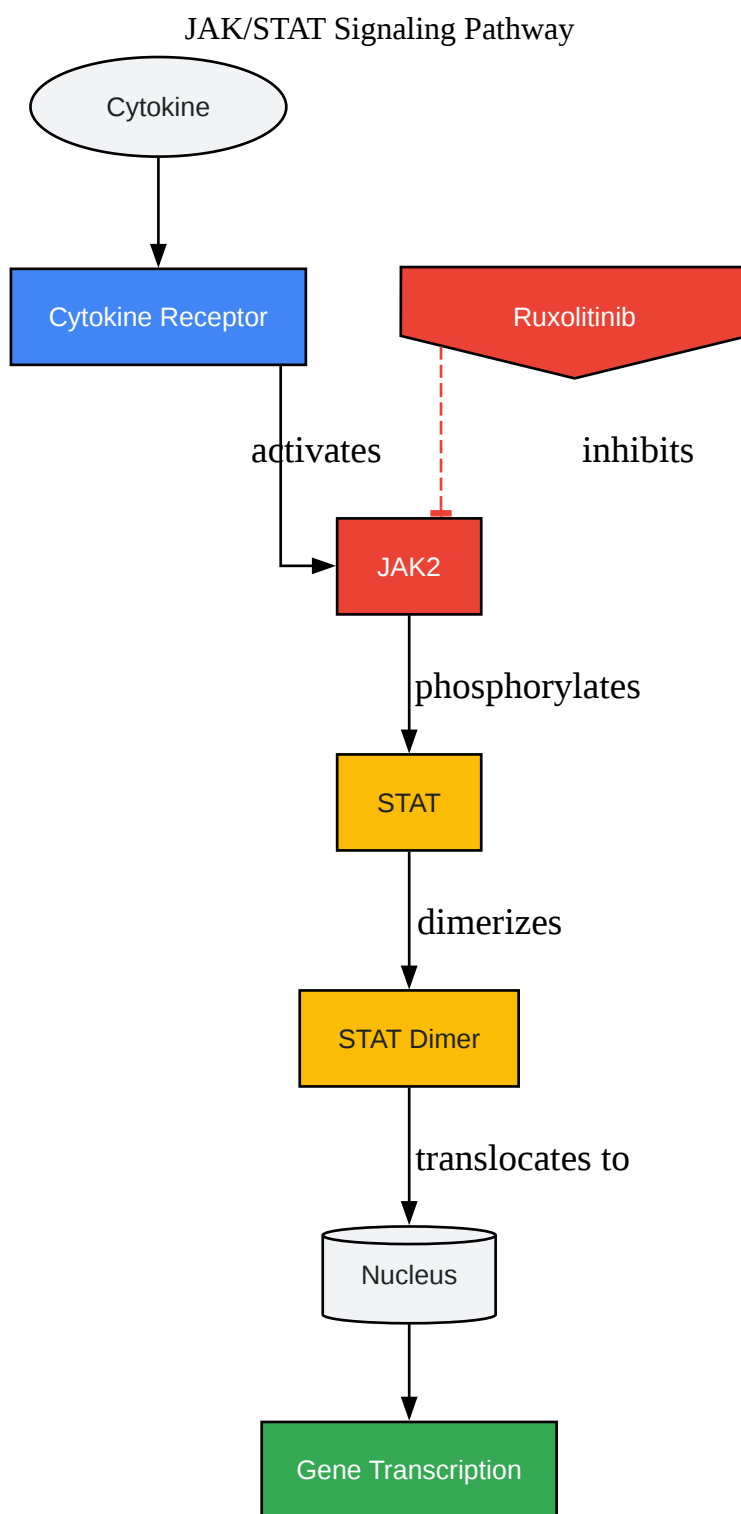 JAK/STAT Signaling Pathway
Cytokine
Cytokine Receptor
Ruxolitinib
activates
inhibits
JAK2
phosphorylates
STAT
dimerizes
STAT Dimer
translocates to
Nucleus
Gene Transcription